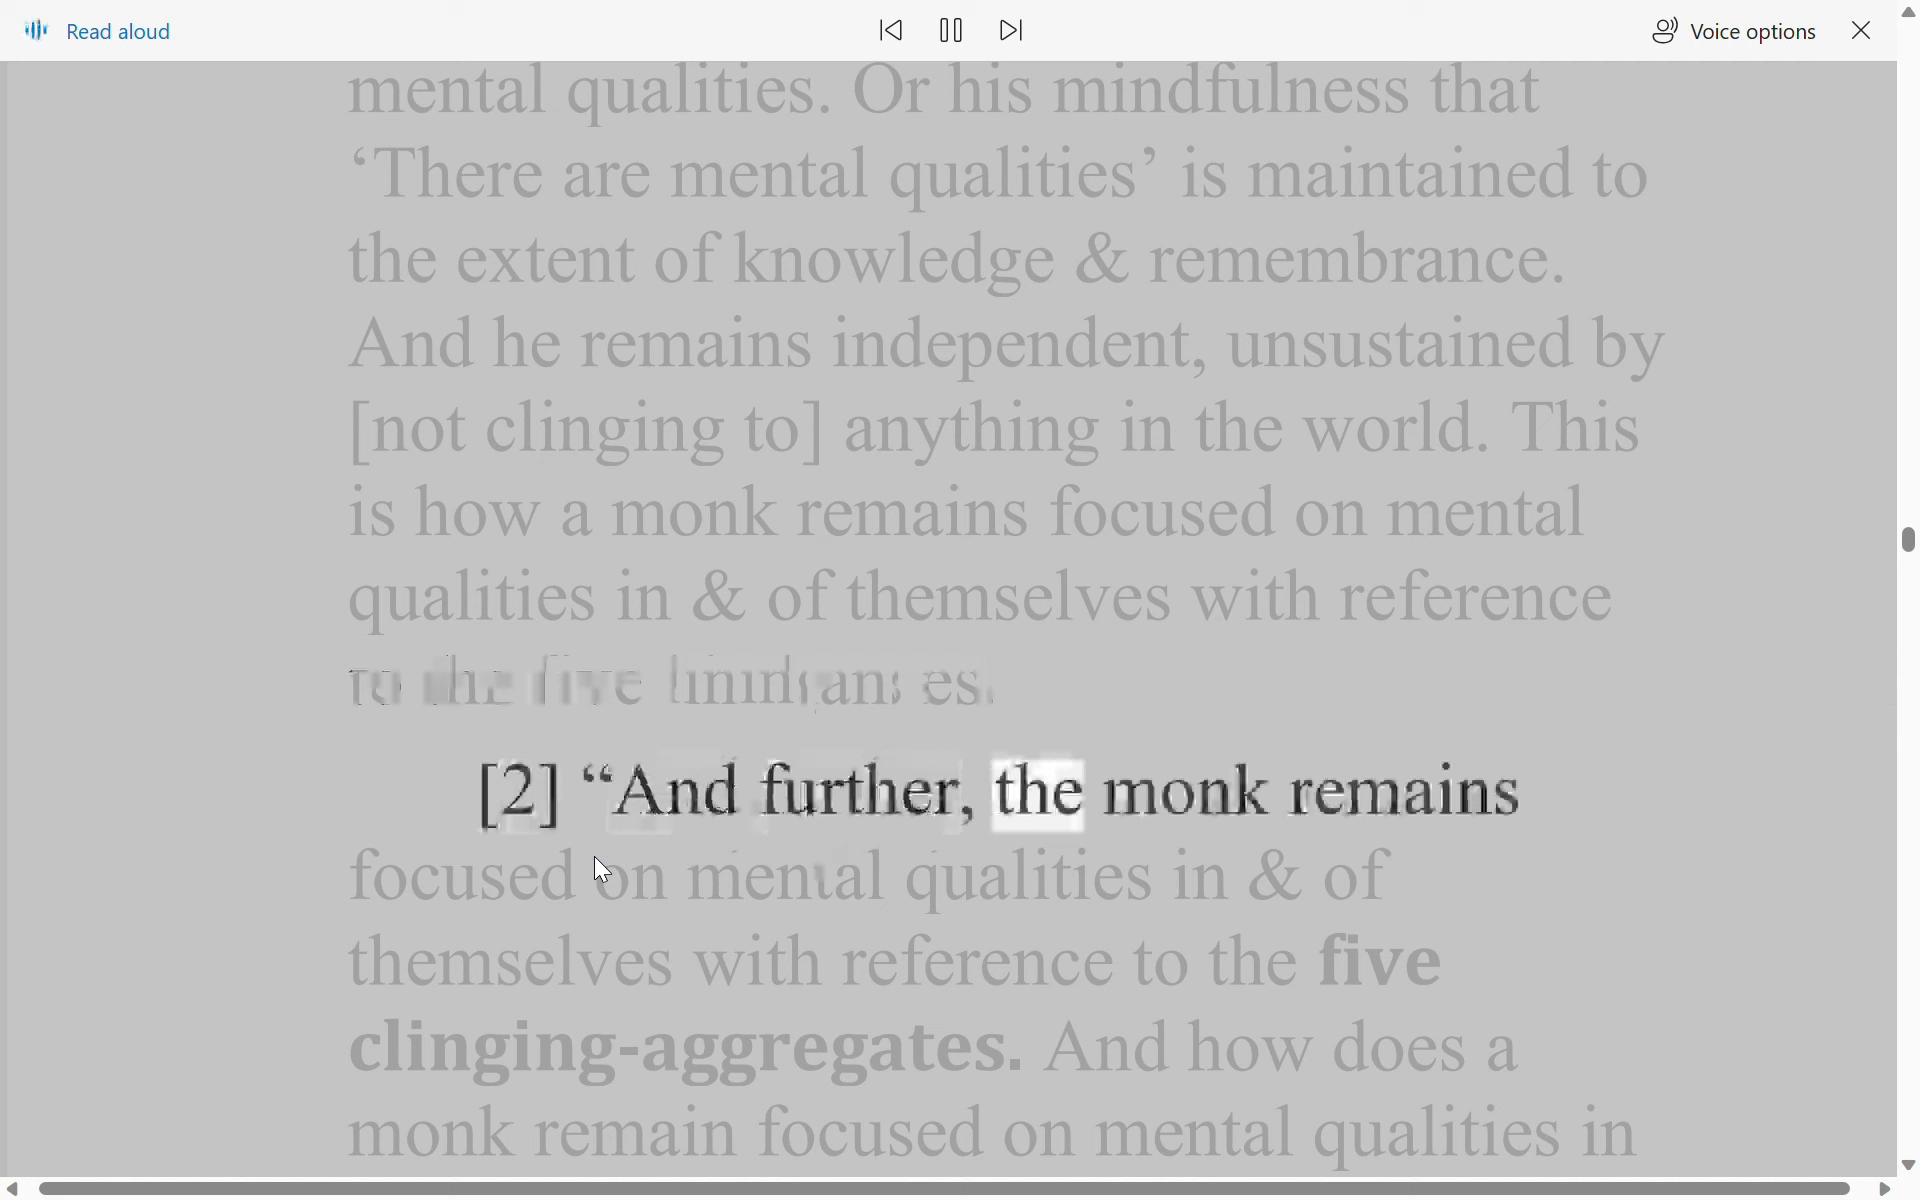 Read aloud
Voice options
mental qualities. Or his mindfulness that
‘There are mental qualities’ is maintained to
the extent of knowledge & remembrance.
And he remains independent, unsustained by
[not clinging to] anything in the world. This
is how a monk remains focused on mental
qualities in & of themselves with reference
to the five
[2] “And further, the monk remains
focused on mental qualities in & of
themselves with reference to the five
clinging-aggregates. And how does a
monk remain focused on mental qualities in